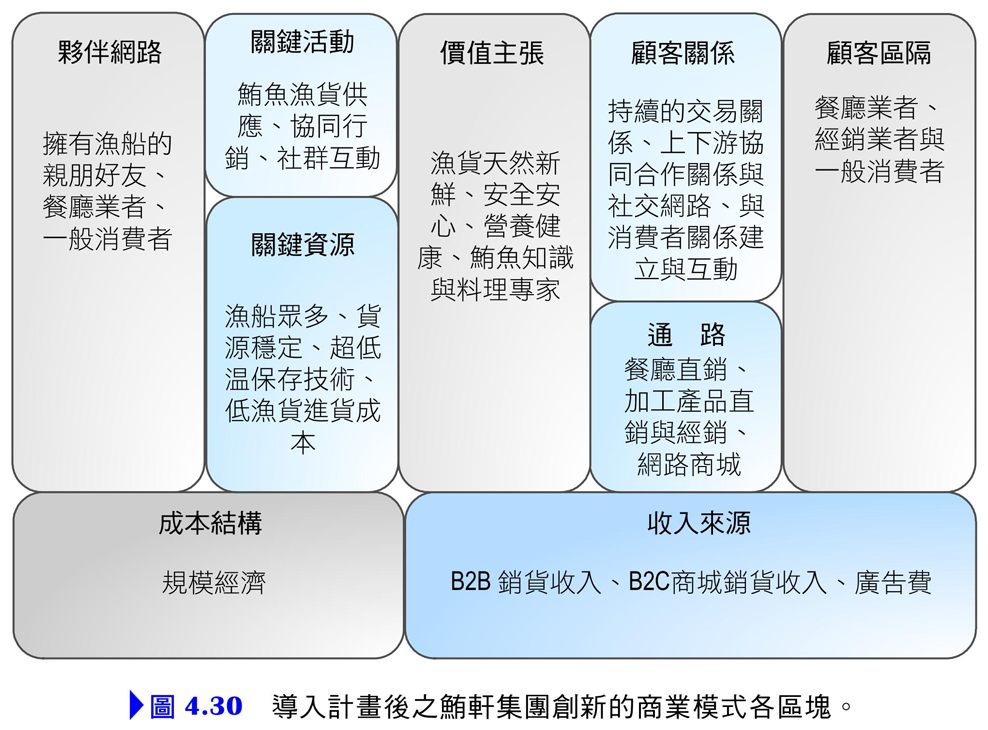 夥伴網路
擁有漁船的
親朋好友、
餐廳業者、
一般消費者
關鍵活動
鮪魚漁貨供
應、協同行
銷、社群互動
關鍵資源
漁船眾多、貨
源穩定、超低
温保存技術、
低漁貨進貨成
本
價值主張
漁貨天然新
鮮、安全安
心、營養健
康、鮪魚知識
與料理專家
顧客關係
持續的交易關
係、上下游協
同合作關係與
社交網路、與
消費者關係建
立與互動
通　路
餐廳直銷、
加工產品直
銷與經銷、
網路商城
顧客區隔
餐廳業者、
經銷業者與
一般消費者
成本結構
規模經濟
收入來源
B2B 銷貨收入、B2C商城銷貨收入、廣告費
圖 4.30　導入計畫後之鮪軒集團創新的商業模式各區塊。